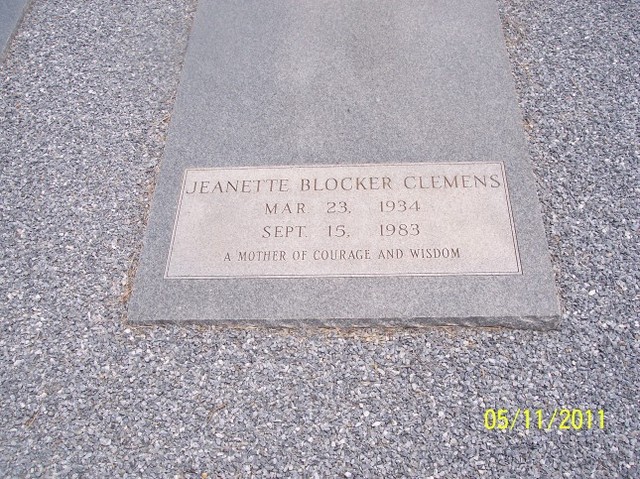 JEANETTE BLOCKER CLEMENS
MAR. 23, 1934
SEPT. 15, 1983
A MOTHER OF COURAGE AND WISDOM
05/11/2011